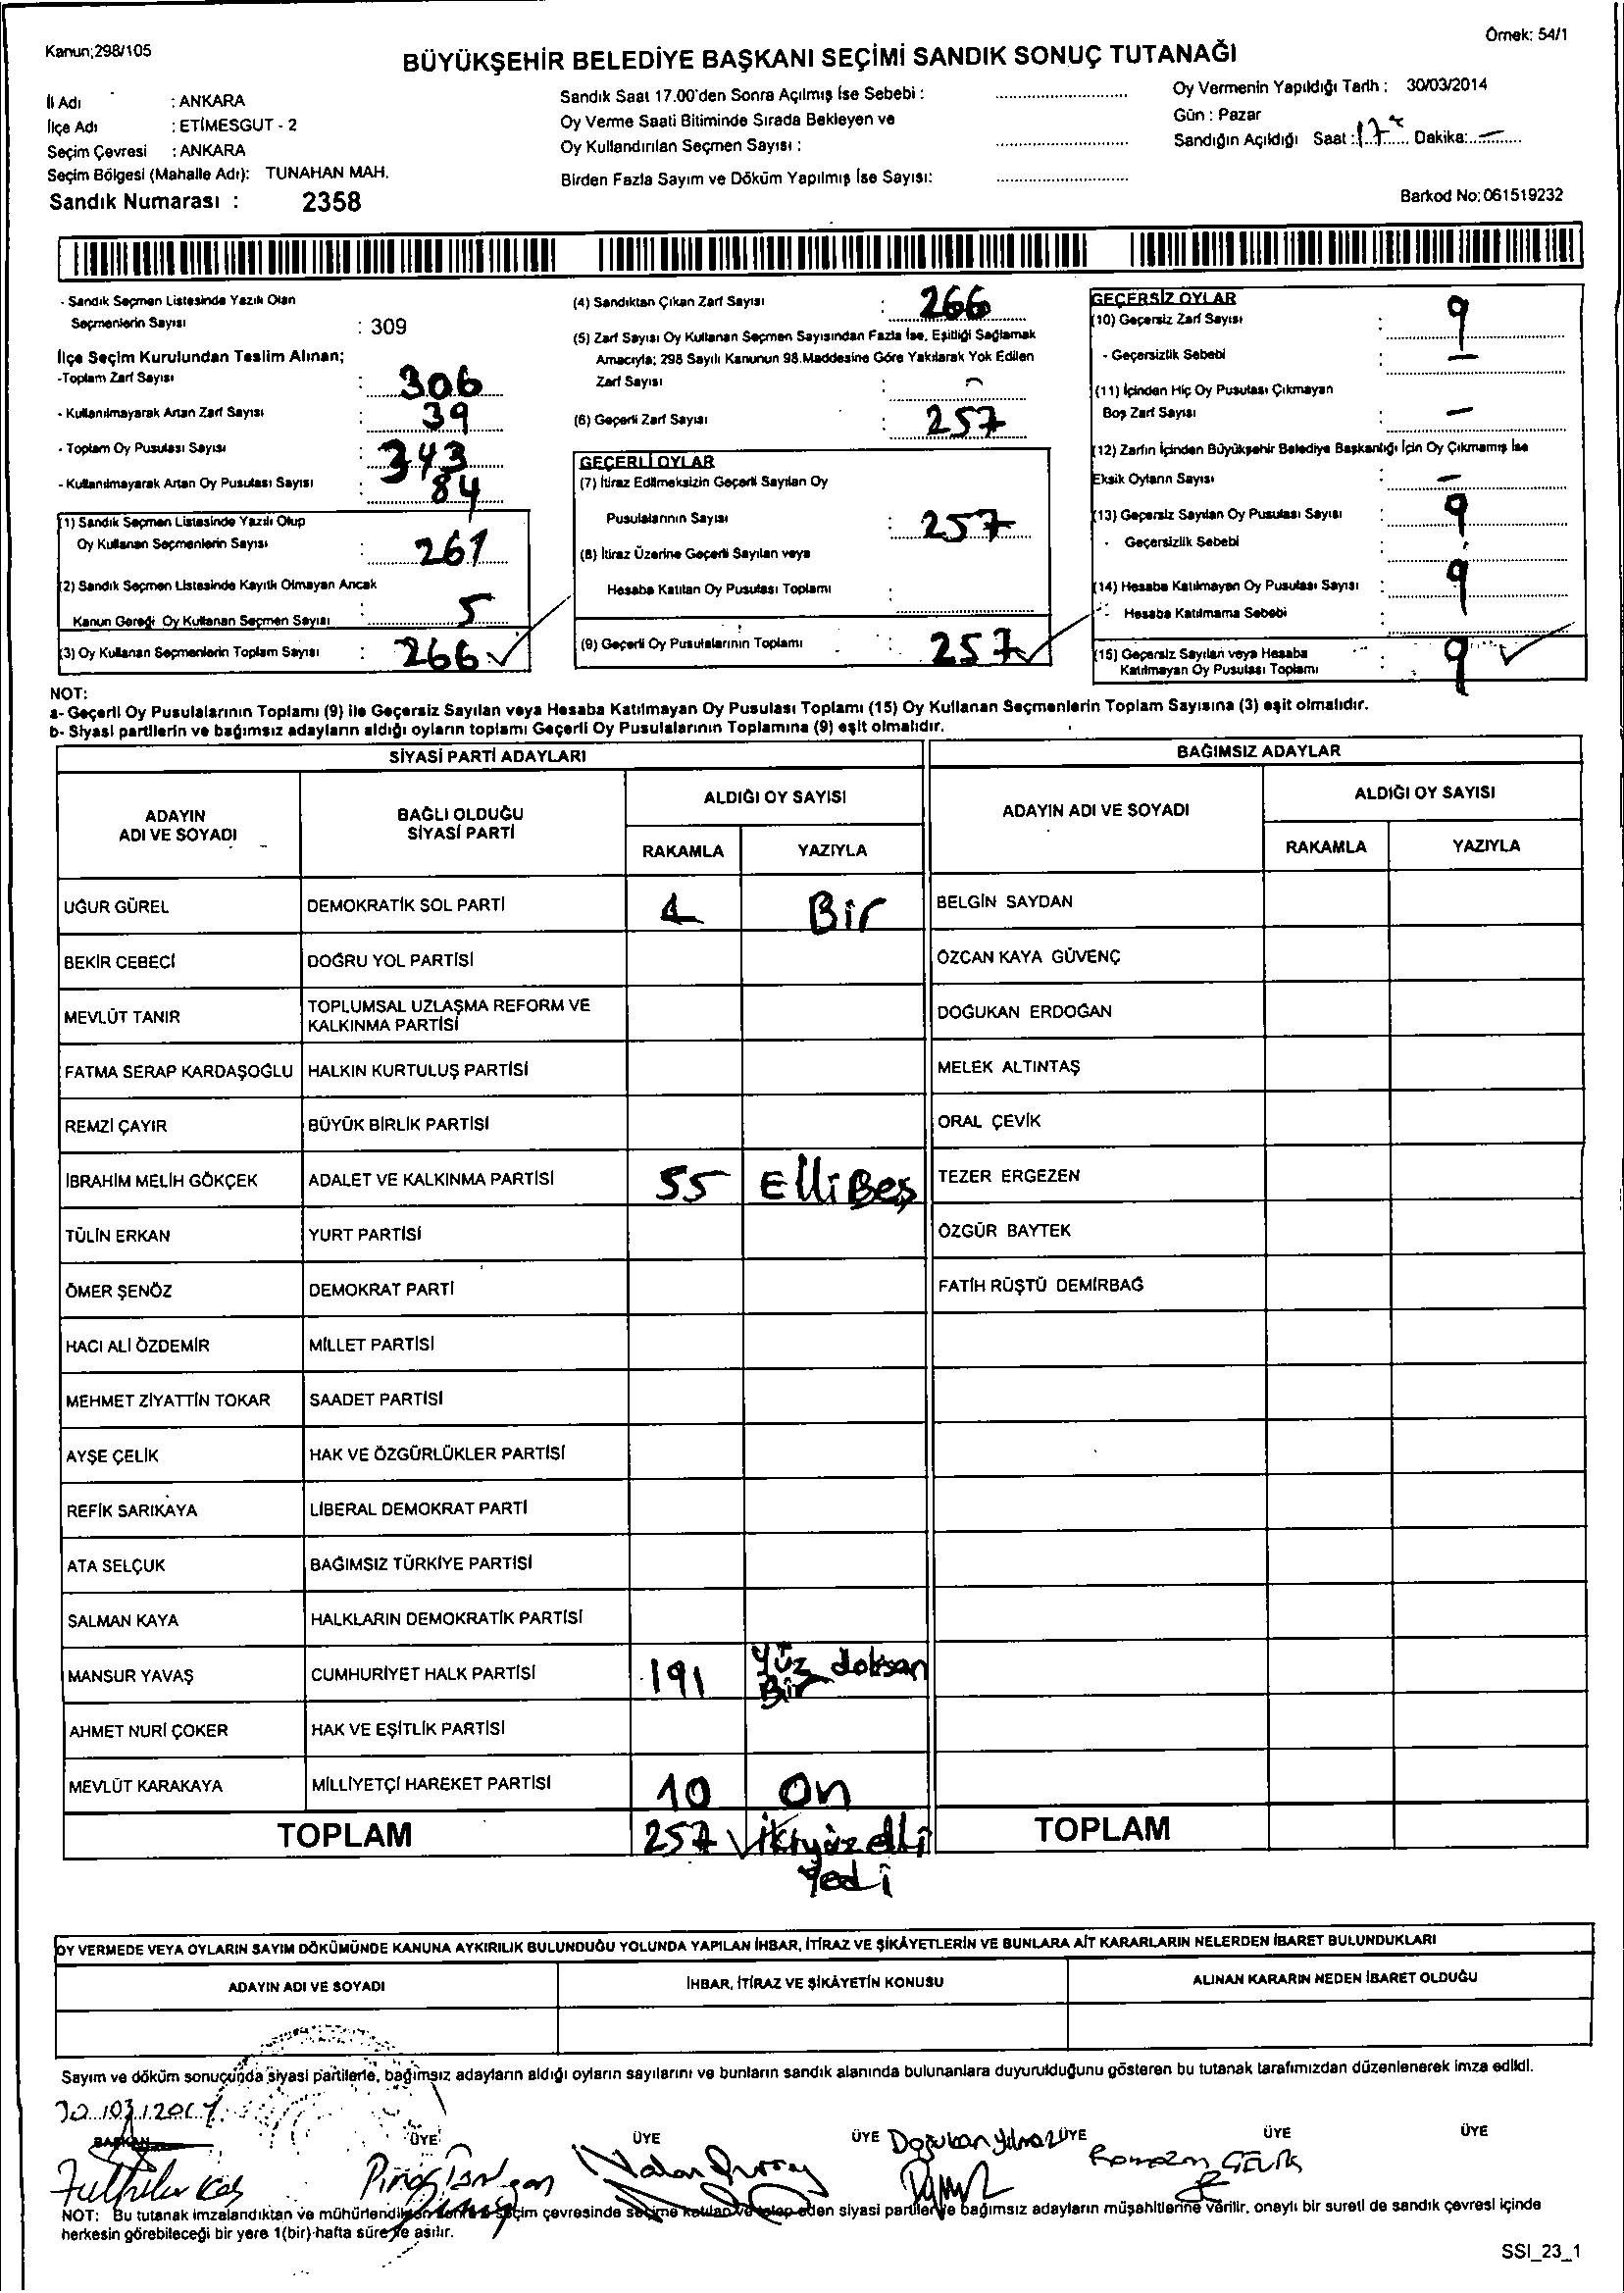 Kanun;298/105
Örnek: 54/1
BÜYÜKŞEHİR BELEDİYE BAŞKANI SEÇİMİ SANDIK SONUÇ TUTANAĞI
İli Adı : ANKARA
İlçe Adı : ETİMESGUT - 2
Seçim Çevresi : ANKARA
Seçim Bölgesi (Mahalle Adı): TUNAHAN MAH.
Sandık Numarası : 2358
Sandık Saat 17.00'den Sonra Açılmış İse Sebebi :
Oy Verme Saati Bitiminde Sırada Bekleyen ve
Oy Kullandırılan Seçmen Sayısı :
Birden Fazla Sayım ve Döküm Yapılmış İse Sayısı:
Oy Vermenin Yapıldığı Tarih : 30/03/2014
Gün : Pazar
Sandığın Açıldığı Saat : 17 Dakika: —
Barkod No:061519232
- Sandık Seçmen Listesinde Yazılı Olan
Seçmenlerin Sayısı : 309
İlçe Seçim Kurulundan Teslim Alınan;
-Toplam Zarf Sayısı : 306
- Kullanılmayarak Artan Zarf Sayısı : 39
- Toplam Oy Pusulası Sayısı : 343
- Kullanılmayarak Artan Oy Pusulası Sayısı : 84
(1) Sandık Seçmen Listesinde Yazılı Olup
Oy Kullanan Seçmenlerin Sayısı : 261
(2) Sandık Seçmen Listesinde Kayıtlı Olmayan Ancak
Kanun Gereği Oy Kullanan Seçmen Sayısı : 5
(3) Oy Kullanan Seçmenlerin Toplam Sayısı : 266 ✓
(4) Sandıktan Çıkan Zarf Sayısı : 266
(5) Zarf Sayısı Oy Kullanan Seçmen Sayısından Fazla İse, Eşitliği Sağlamak
Amacıyla; 298 Sayılı Kanunun 98.Maddesine Göre Yakılarak Yok Edilen
Zarf Sayısı : –
(6) Geçerli Zarf Sayısı : 257
GEÇERLİ OYLAR
(7) İtiraz Edilmeksizin Geçerli Sayılan Oy
Pusulalarının Sayısı : 257
(8) İtiraz Üzerine Geçerli Sayılan veya
Hesaba Katılan Oy Pusulası Toplamı :
(9) Geçerli Oy Pusulalarının Toplamı : 257 ✓
GEÇERSİZ OYLAR
(10) Geçersiz Zarf Sayısı : 9
- Geçersizlik Sebebi : —
(11) İçinden Hiç Oy Pusulası Çıkmayan
Boş Zarf Sayısı : —
(12) Zarfın İçinden Büyükşehir Belediye Başkanlığı İçin Oy Çıkmamış İse
Eksik Oyların Sayısı : —
(13) Geçersiz Sayılan Oy Pusulası Sayısı : 9
- Geçersizlik Sebebi :
(14) Hesaba Katılmayan Oy Pusulası Sayısı : 9
- Hesaba Katılmama Sebebi :
(15) Geçersiz Sayılan veya Hesaba
Katılmayan Oy Pusulası Toplamı : 9 ✓
NOT:
a- Geçerli Oy Pusulalarının Toplamı (9) ile Geçersiz Sayılan veya Hesaba Katılmayan Oy Pusulası Toplamı (15) Oy Kullanan Seçmenlerin Toplam Sayısına (3) eşit olmalıdır.
b- Siyasi partilerin ve bağımsız adayların aldığı oyların toplamı Geçerli Oy Pusulalarının Toplamına (9) eşit olmalıdır.
SİYASİ PARTİ ADAYLARI BAĞIMSIZ ADAYLAR
ADAYIN ADI VE SOYADI BAĞLI OLDUĞU SİYASİ PARTİ ALDIĞI OY SAYISI ADAYIN ADI VE SOYADI ALDIĞI OY SAYISI
RAKAMLA YAZIYLA RAKAMLA YAZIYLA
UĞUR GÜREL DEMOKRATİK SOL PARTİ 1 Bir BELGİN SAYDAN
BEKİR CEBECİ DOĞRU YOL PARTİSİ ÖZCAN KAYA GÜVENÇ
MEVLÜT TANIR TOPLUMSAL UZLAŞMA REFORM VE KALKINMA PARTİSİ DOĞUKAN ERDOĞAN
FATMA SERAP KARDAŞOĞLU HALKIN KURTULUŞ PARTİSİ MELEK ALTINTAŞ
REMZİ ÇAYIR BÜYÜK BİRLİK PARTİSİ ORAL ÇEVİK
İBRAHİM MELİH GÖKÇEK ADALET VE KALKINMA PARTİSİ 55 Elli Beş TEZER ERGEZEN
TÜLİN ERKAN YURT PARTİSİ ÖZGÜR BAYTEK
ÖMER ŞENÖZ DEMOKRAT PARTİ FATİH RÜŞTÜ DEMİRBAĞ
HACI ALİ ÖZDEMİR MİLLET PARTİSİ
MEHMET ZİYATTİN TOKAR SAADET PARTİSİ
AYŞE ÇELİK HAK VE ÖZGÜRLÜKLER PARTİSİ
REFİK SARIKAYA LİBERAL DEMOKRAT PARTİ
ATA SELÇUK BAĞIMSIZ TÜRKİYE PARTİSİ
SALMAN KAYA HALKLARIN DEMOKRATİK PARTİSİ
MANSUR YAVAŞ CUMHURİYET HALK PARTİSİ 191 Yüz doksan Bir
AHMET NURİ ÇOKER HAK VE EŞİTLİK PARTİSİ
MEVLÜT KARAKAYA MİLLİYETÇİ HAREKET PARTİSİ 10 On
TOPLAM 257 ✓ İkiyüz elli Yedi TOPLAM
OY VERMEDE VEYA OYLARIN SAYIM DÖKÜMÜNDE KANUNA AYKIRILIK BULUNDUĞU YOLUNDA YAPILAN İHBAR, İTİRAZ VE ŞİKÂYETLERİN VE BUNLARA AİT KARARLARIN NELERDEN İBARET BULUNDUKLARI
ADAYIN ADI VE SOYADI İHBAR, İTİRAZ VE ŞİKÂYETİN KONUSU ALINAN KARARIN NEDEN İBARET OLDUĞU
Sayım ve döküm sonucunda siyasi partilerle, bağımsız adayların aldığı oyların sayılarını ve bunların sandık alanında bulunanlara duyurulduğunu gösteren bu tutanak tarafımızdan düzenlenerek imza edildi.
30/03/2014
BAŞKAN ÜYE ÜYE ÜYE ÜYE ÜYE ÜYE
Doğukan Yılmaz
Ramazan ÇELİK
NOT: Bu tutanak imzalandıktan ve mühürlendikten sonra seçim çevresinde seçime katılan ve talep eden siyasi partiler ve bağımsız adayların müşahitlerine verilir, onaylı bir sureti de sandık çevresi içinde
herkesin görebileceği bir yere 1(bir) hafta süre ile asılır.
SSI_23_1